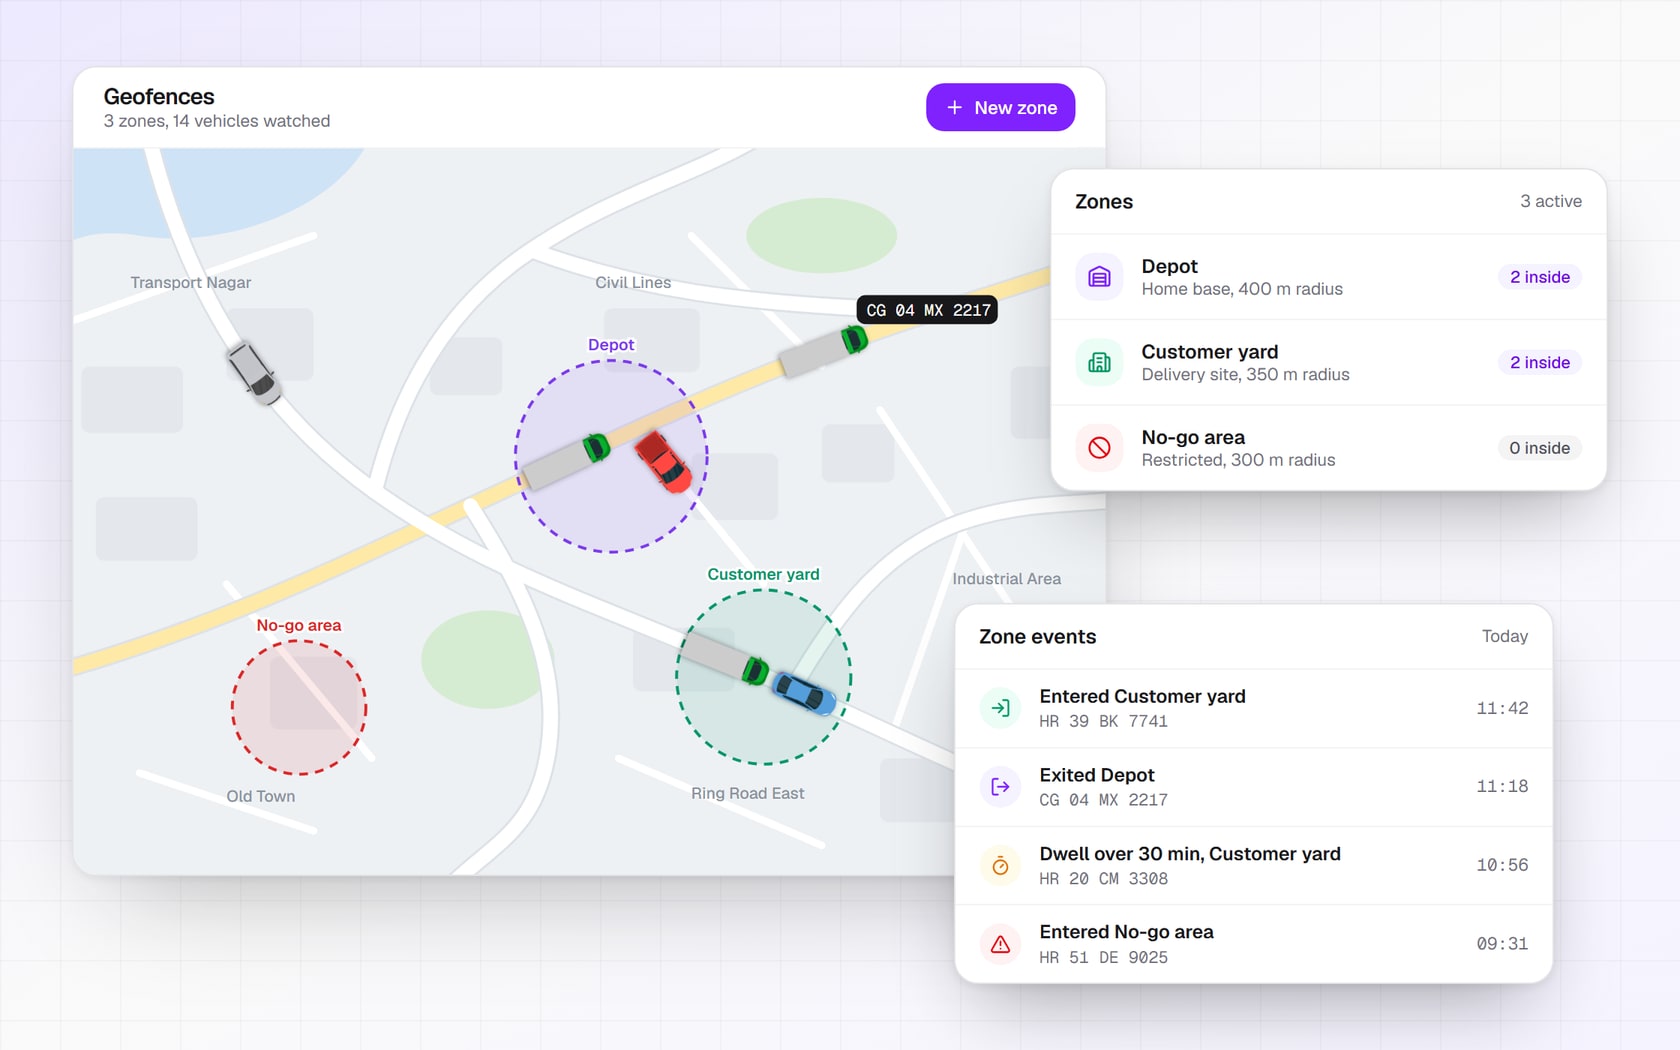 Geofences
3 zones, 14 vehicles watched
New zone
Transport Nagar
Civil Lines
CG 04 MX 2217
Depot
Customer yard
Industrial Area
No-go area
Old Town
Ring Road East
Zones
3 active
Depot
Home base, 400 m radius
2 inside
Customer yard
Delivery site, 350 m radius
2 inside
No-go area
Restricted, 300 m radius
0 inside
Zone events
Today
Entered Customer yard
HR 39 BK 7741
11:42
Exited Depot
CG 04 MX 2217
11:18
Dwell over 30 min, Customer yard
HR 20 CM 3308
10:56
Entered No-go area
HR 51 DE 9025
09:31